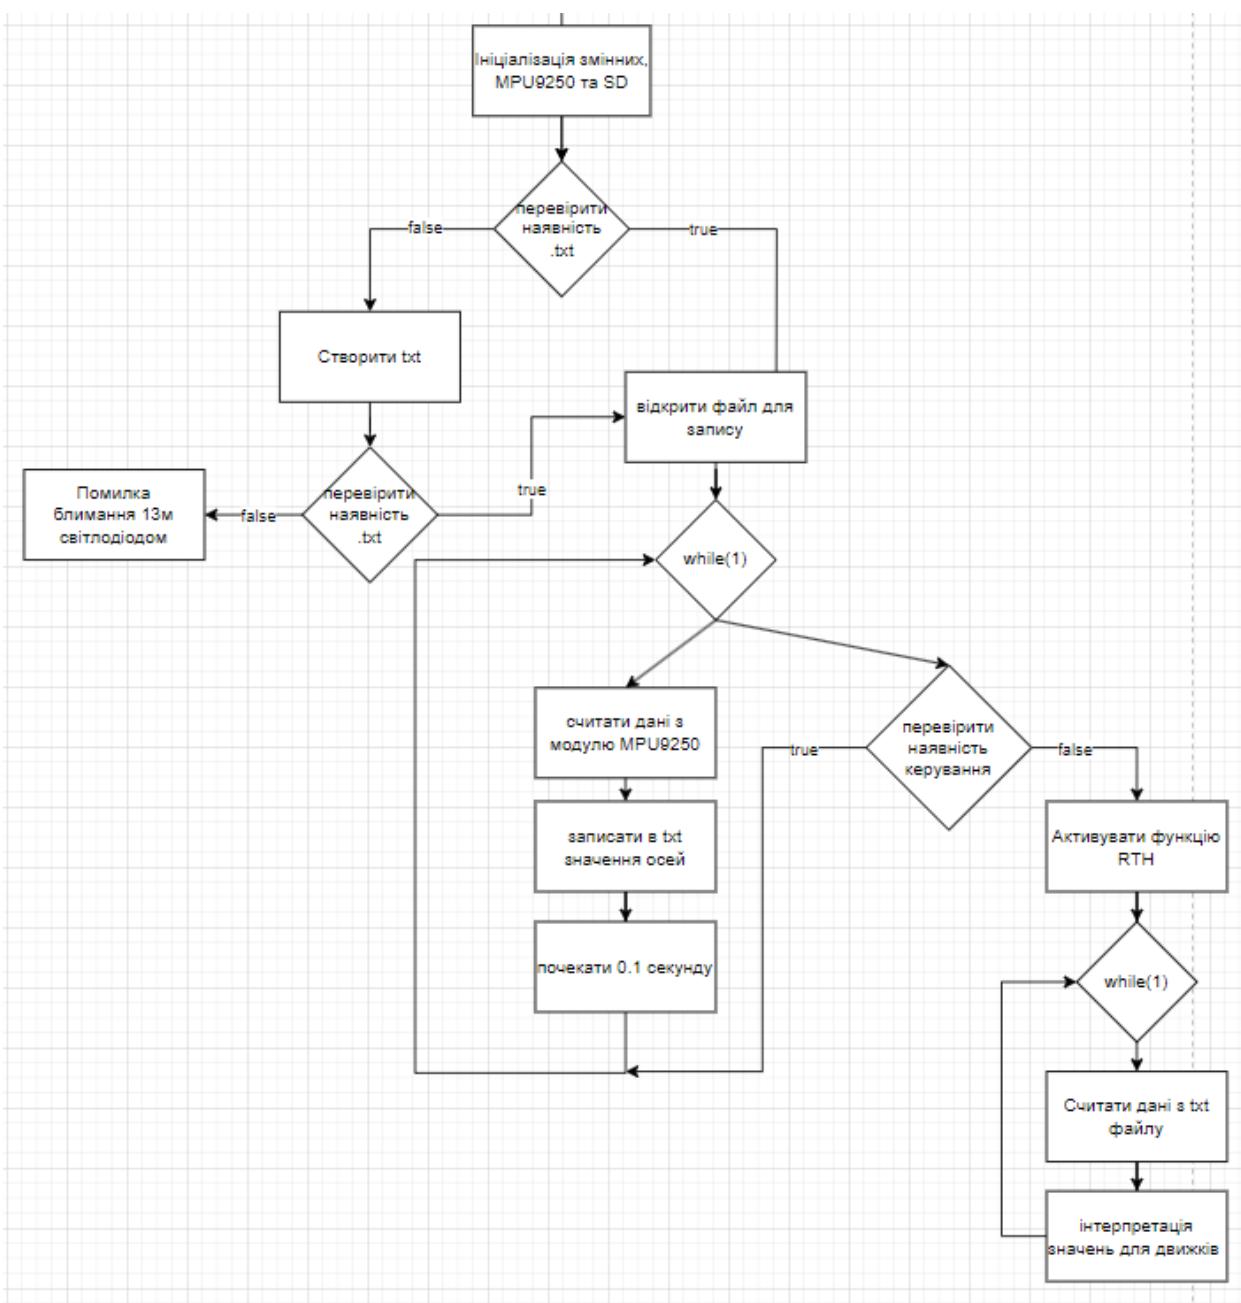 Ініціалізація змінних,
MPU9250 та SD
перевірити
наявність
.txt
false
true
Створити txt
відкрити файл для
запису
перевірити
наявність
.txt
true
false
Помилка
блимання 13м
світлодіодом
while(1)
считати дані з
модулю MPU9250
перевірити
наявність
керування
true
false
записати в txt
значення осей
Активувати функцію
RTH
почекати 0.1 секунду
while(1)
Считати дані з txt
файлу
інтерпретація
значень для движків